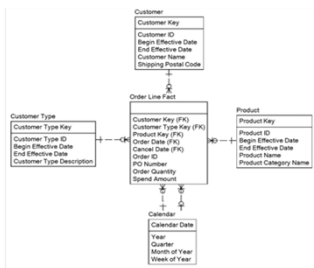 Customer
Customer Key
Customer ID
Begin Effective Date
End Effective Date
Customer Name
Shipping Postal Code
Order Line Fact
Customer Key (FK)
Customer Type Key (FK)
Product Key (FK)
Order Date (FK)
Cancel Date (FK)
Order ID
PO Number
Order Quantity
Spend Amount
Customer Type
Customer Type Key
Customer Type ID
Begin Effective Date
End Effective Date
Customer Type Description
Product
Product Key
Product ID
Begin Effective Date
End Effective Date
Product Name
Product Category Name
Calendar
Calendar Date
Year
Quarter
Month of Year
Week of Year